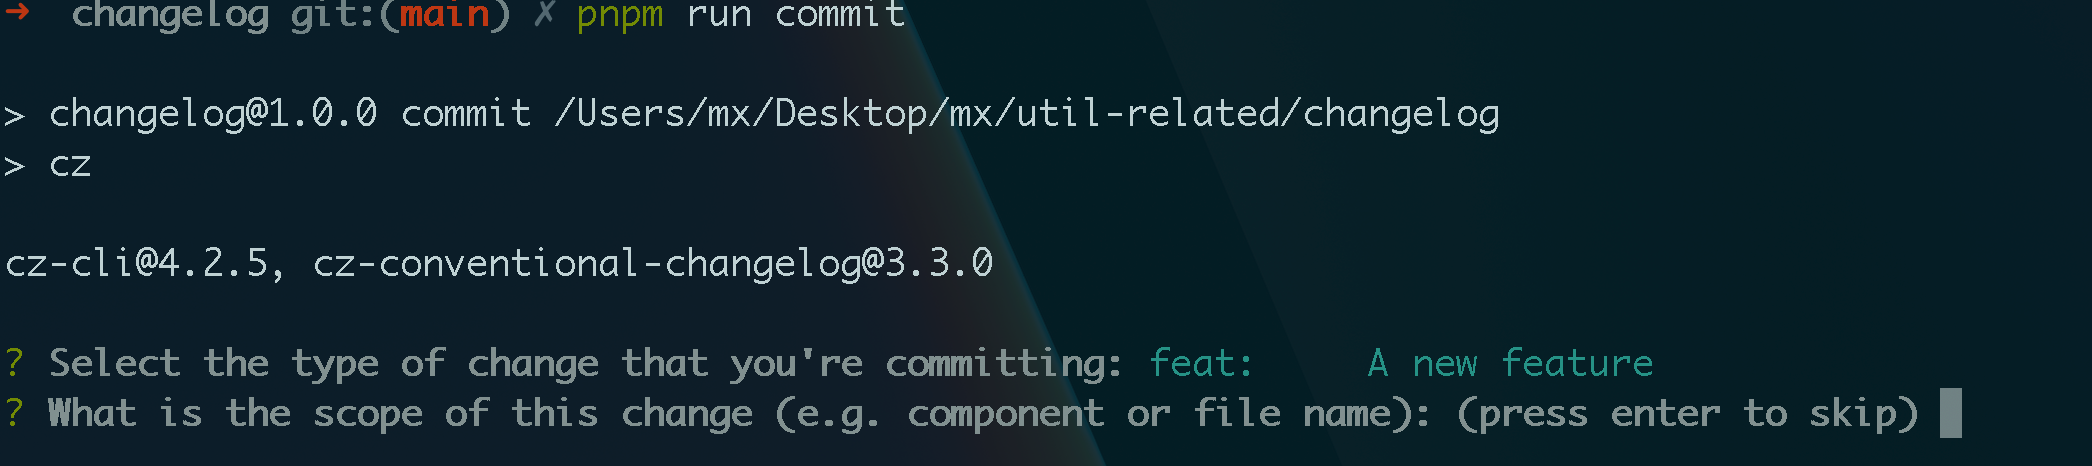 ➜ changelog git:(main) ✗ pnpm run commit
> changelog@1.0.0 commit /Users/mx/Desktop/mx/util-related/changelog
> cz
cz-cli@4.2.5, cz-conventional-changelog@3.3.0
? Select the type of change that you're committing: feat:     A new feature
? What is the scope of this change (e.g. component or file name): (press enter to skip)